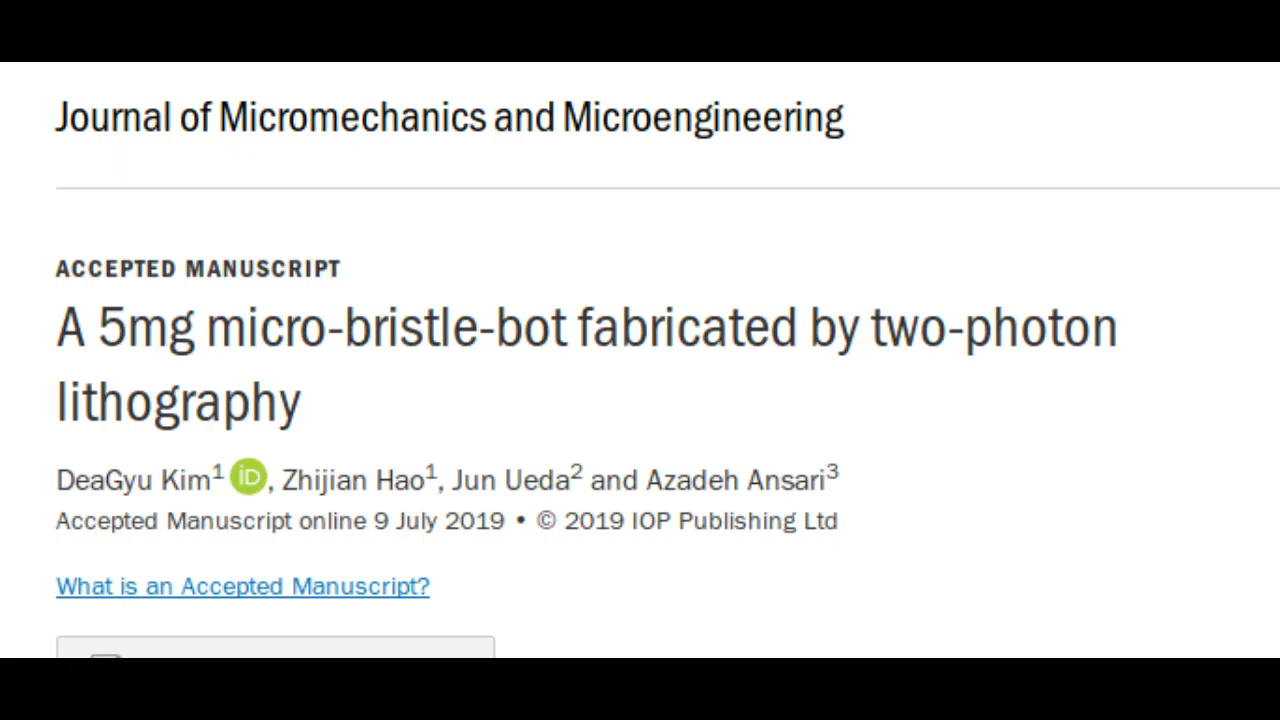 Journal of Micromechanics and Microengineering
ACCEPTED MANUSCRIPT
A 5mg micro-bristle-bot fabricated by two-photon
lithography
DeaGyu Kim1 iD, Zhijian Hao1, Jun Ueda2 and Azadeh Ansari3
Accepted Manuscript online 9 July 2019 • © 2019 IOP Publishing Ltd
What is an Accepted Manuscript?